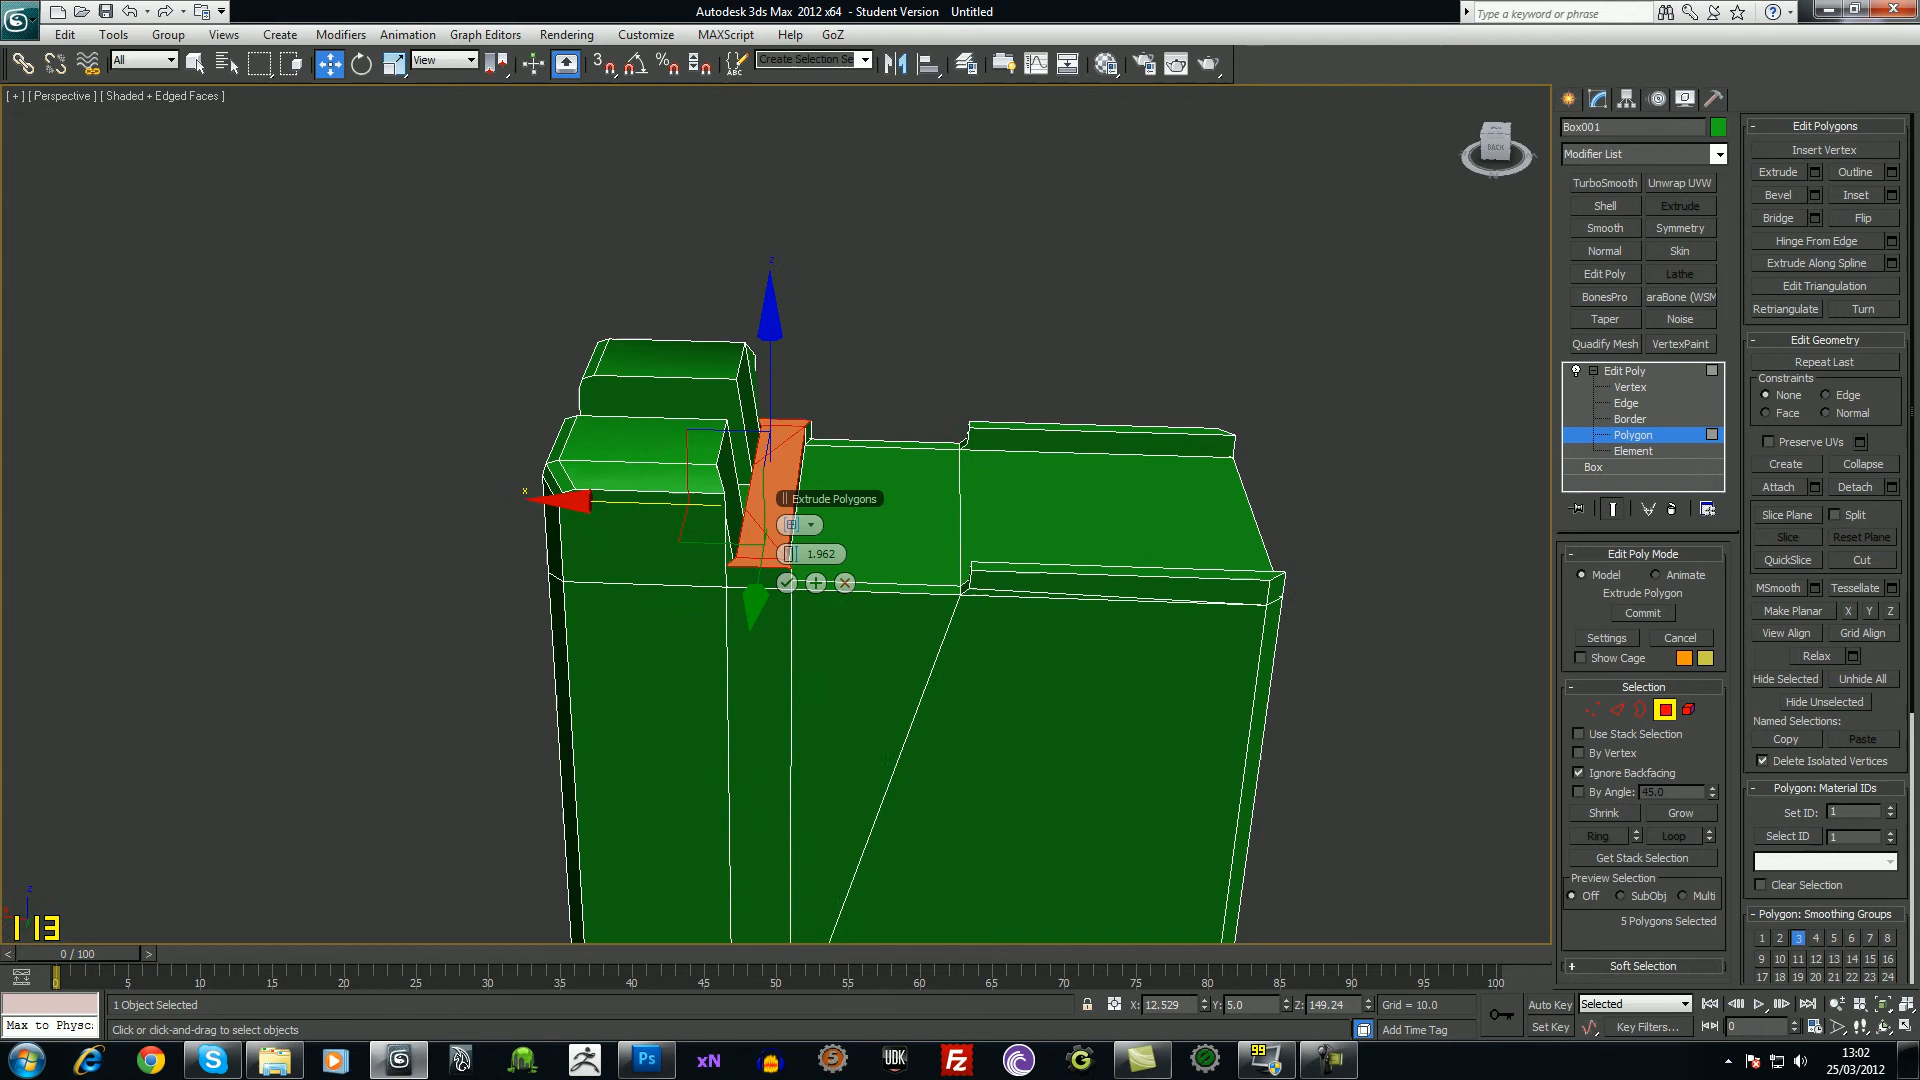 Autodesk 3ds Max 2012 x64 - Student Version Untitled
Type a keyword or phrase
Edit Tools Group Views Create Modifiers Animation Graph Editors Rendering Customize MAXScript Help GoZ
All View Create Selection Se
[ + ] [ Perspective ] [ Shaded + Edged Faces ]
BACK
z
x
Extrude Polygons
1.962
z
113
Box001
Modifier List
TurboSmooth Unwrap UVW
Shell Extrude
Smooth Symmetry
Normal Skin
Edit Poly Lathe
BonesPro araBone (WSM
Taper Noise
Quadify Mesh VertexPaint
Edit Poly
Vertex
Edge
Border
Polygon
Element
Box
Edit Poly Mode
Model Animate
Extrude Polygon
Commit
Settings Cancel
Show Cage
Selection
Use Stack Selection
By Vertex
Ignore Backfacing
By Angle: 45.0
Shrink Grow
Ring Loop
Get Stack Selection
Preview Selection
Off SubObj Multi
5 Polygons Selected
Soft Selection
Edit Polygons
Insert Vertex
Extrude Outline
Bevel Inset
Bridge Flip
Hinge From Edge
Extrude Along Spline
Edit Triangulation
Retriangulate Turn
Edit Geometry
Repeat Last
Constraints
None Edge
Face Normal
Preserve UVs
Create Collapse
Attach Detach
Slice Plane Split
Slice Reset Plane
QuickSlice Cut
MSmooth Tessellate
Make Planar X Y Z
View Align Grid Align
Relax
Hide Selected Unhide All
Hide Unselected
Named Selections:
Copy Paste
Delete Isolated Vertices
Polygon: Material IDs
Set ID: 1
Select ID 1
Clear Selection
Polygon: Smoothing Groups
1 2 3 4 5 6 7 8
9 10 11 12 13 14 15 16
17 18 19 20 21 22 23 24
< 0 / 100 >
0 5 10 15 20 25 30 35 40 45 50 55 60 65 70 75 80 85 90 95 100
1 Object Selected X: 12.529 Y: 5.0 Z: 149.24 Grid = 10.0 Auto Key Selected
Max to Physc: Click or click-and-drag to select objects Add Time Tag Set Key Key Filters... 0
Ps xN 5 UDK Fz G 99
13:02
25/03/2012